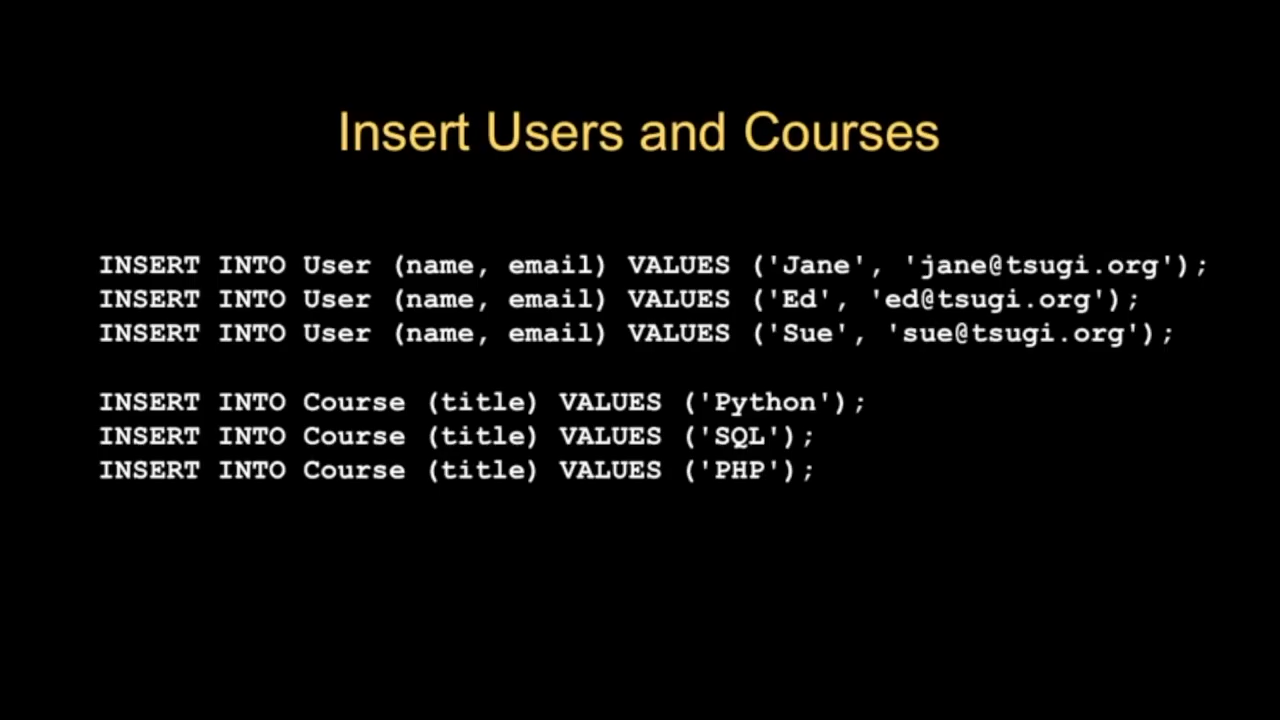 Insert Users and Courses
INSERT INTO User (name, email) VALUES ('Jane', 'jane@tsugi.org');
INSERT INTO User (name, email) VALUES ('Ed', 'ed@tsugi.org');
INSERT INTO User (name, email) VALUES ('Sue', 'sue@tsugi.org');
INSERT INTO Course (title) VALUES ('Python');
INSERT INTO Course (title) VALUES ('SQL');
INSERT INTO Course (title) VALUES ('PHP');